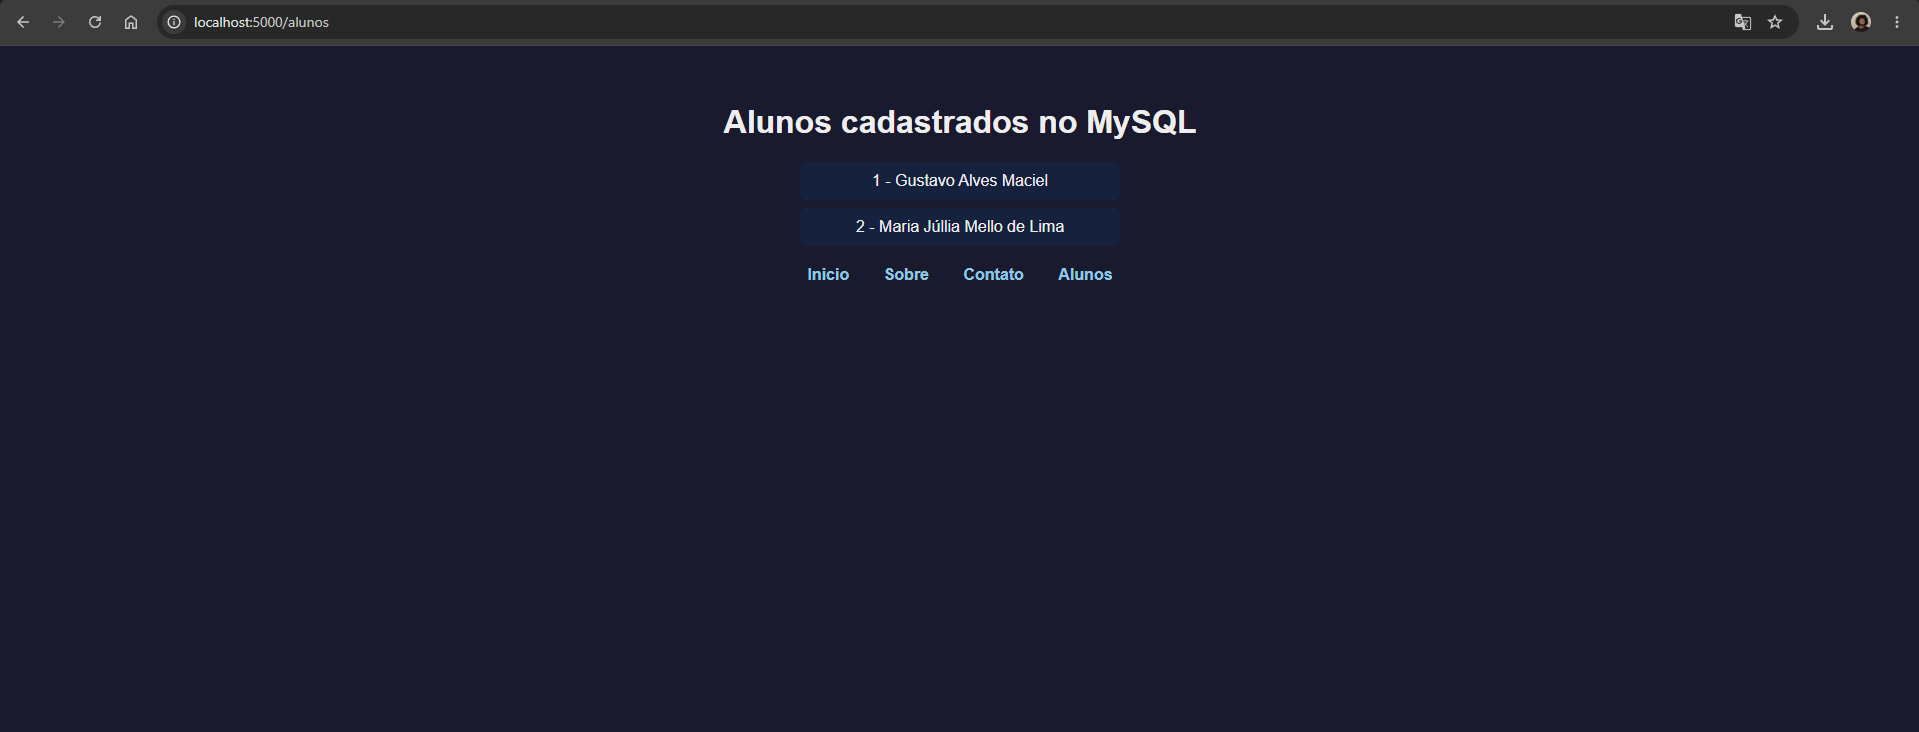 localhost:5000/alunos
Alunos cadastrados no MySQL
1 - Gustavo Alves Maciel
2 - Maria Júllia Mello de Lima
Inicio Sobre Contato Alunos